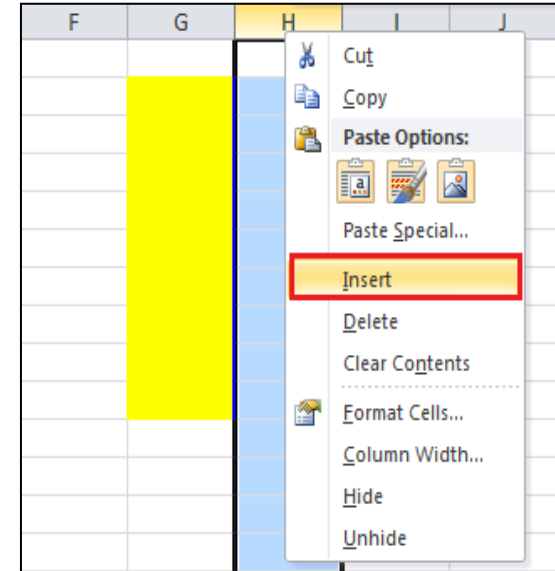 F G H I J
Cut
Copy
Paste Options:
a
Paste Special...
Insert
Delete
Clear Contents
Format Cells...
Column Width...
Hide
Unhide